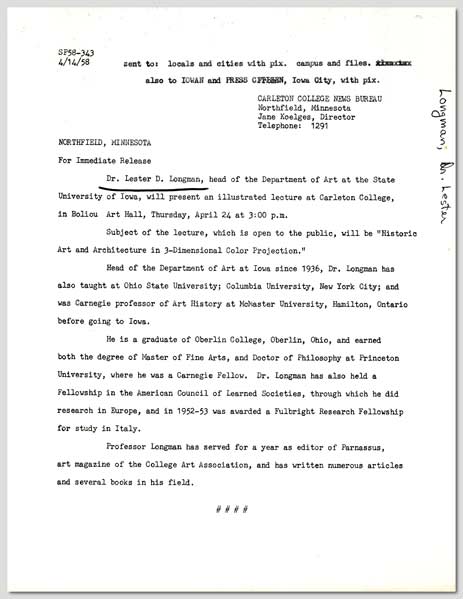 SP58-343
4/14/58 sent to: locals and cities with pix. campus and files.
also to IOWAN and PRESS CITIZEN, Iowa City, with pix.
CARLETON COLLEGE NEWS BUREAU
Northfield, Minnesota
Jane Koelges, Director
Telephone: 1291
Longman, Dr. Lester
NORTHFIELD, MINNESOTA
For Immediate Release
Dr. Lester D. Longman, head of the Department of Art at the State
University of Iowa, will present an illustrated lecture at Carleton College,
in Boliou Art Hall, Thursday, April 24 at 3:00 p.m.
Subject of the lecture, which is open to the public, will be "Historic
Art and Architecture in 3-Dimensional Color Projection."
Head of the Department of Art at Iowa since 1936, Dr. Longman has
also taught at Ohio State University; Columbia University, New York City; and
was Carnegie professor of Art History at McMaster University, Hamilton, Ontario
before going to Iowa.
He is a graduate of Oberlin College, Oberlin, Ohio, and earned
both the degree of Master of Fine Arts, and Doctor of Philosophy at Princeton
University, where he was a Carnegie Fellow. Dr. Longman has also held a
Fellowship in the American Council of Learned Societies, through which he did
research in Europe, and in 1952-53 was awarded a Fulbright Research Fellowship
for study in Italy.
Professor Longman has served for a year as editor of Parnassus,
art magazine of the College Art Association, and has written numerous articles
and several books in his field.
# # # #